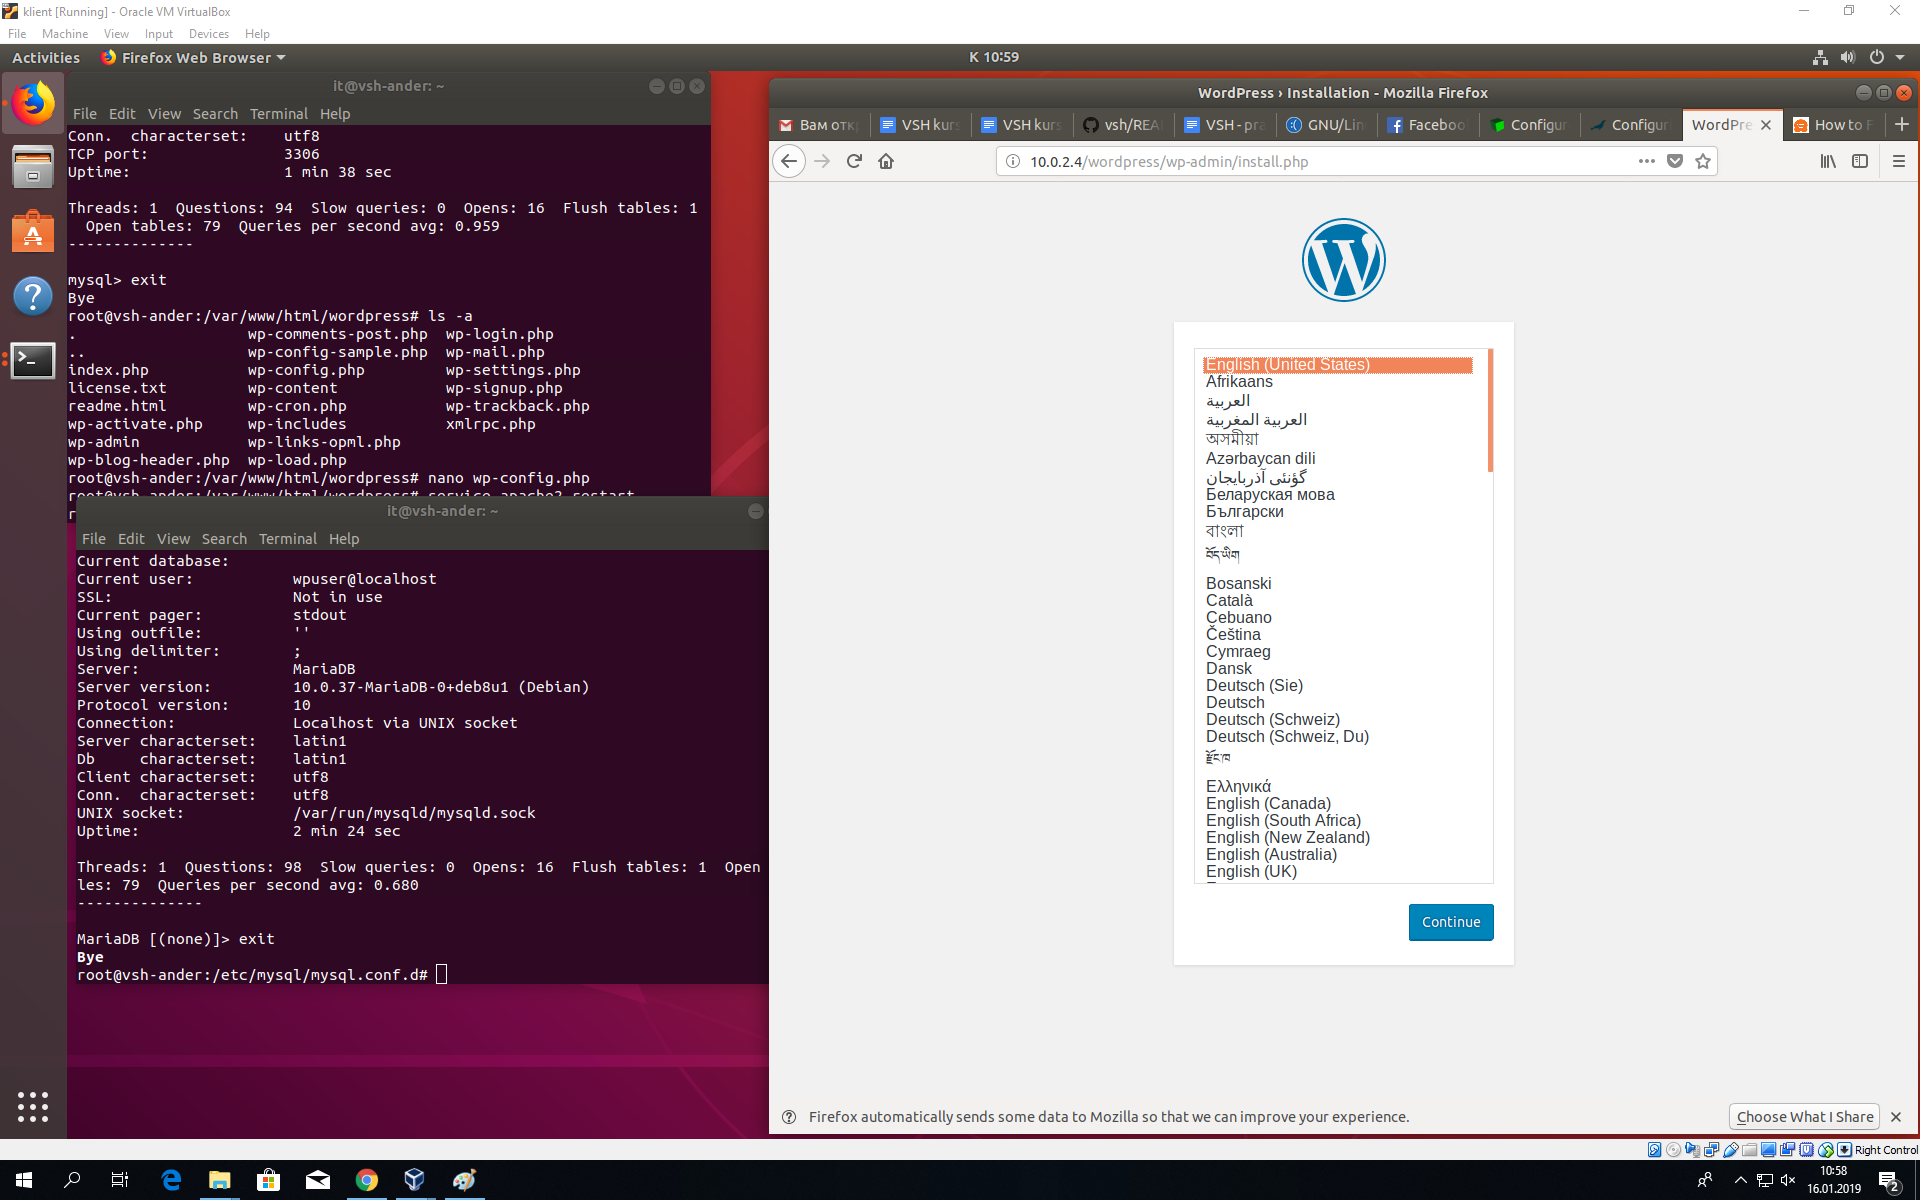 klient [Running] - Oracle VM VirtualBox
File Machine View Input Devices Help
Activities Firefox Web Browser K 10:59
it@vsh-ander: ~
File Edit View Search Terminal Help
Conn. characterset: utf8
TCP port: 3306
Uptime: 1 min 38 sec
Threads: 1 Questions: 94 Slow queries: 0 Opens: 16 Flush tables: 1
Open tables: 79 Queries per second avg: 0.959
--------------
mysql> exit
Bye
root@vsh-ander:/var/www/html/wordpress# ls -a
. wp-comments-post.php wp-login.php
.. wp-config-sample.php wp-mail.php
index.php wp-config.php wp-settings.php
license.txt wp-content wp-signup.php
readme.html wp-cron.php wp-trackback.php
wp-activate.php wp-includes xmlrpc.php
wp-admin wp-links-opml.php
wp-blog-header.php wp-load.php
root@vsh-ander:/var/www/html/wordpress# nano wp-config.php
root@vsh-ander:/var/www/html/wordpress# service apache2 restart
r
it@vsh-ander: ~
File Edit View Search Terminal Help
Current database:
Current user: wpuser@localhost
SSL: Not in use
Current pager: stdout
Using outfile: ''
Using delimiter: ;
Server: MariaDB
Server version: 10.0.37-MariaDB-0+deb8u1 (Debian)
Protocol version: 10
Connection: Localhost via UNIX socket
Server characterset: latin1
Db characterset: latin1
Client characterset: utf8
Conn. characterset: utf8
UNIX socket: /var/run/mysqld/mysqld.sock
Uptime: 2 min 24 sec
Threads: 1 Questions: 98 Slow queries: 0 Opens: 16 Flush tables: 1 Open
les: 79 Queries per second avg: 0.680
--------------
MariaDB [(none)]> exit
Bye
root@vsh-ander:/etc/mysql/mysql.conf.d#
WordPress › Installation - Mozilla Firefox
Вам отк VSH kurs VSH kurs vsh/REA VSH - pra GNU/Lin Facebook Configur Configur WordPre How to F
10.0.2.4/wordpress/wp-admin/install.php
English (United States)
Afrikaans
العربية
العربية المغربية
অসমীয়া
Azərbaycan dili
گؤنئی آذربایجان
Беларуская мова
Български
বাংলা
བོད་ཡིག
Bosanski
Català
Cebuano
Čeština
Cymraeg
Dansk
Deutsch (Sie)
Deutsch
Deutsch (Schweiz)
Deutsch (Schweiz, Du)
རྫོང་ཁ
Ελληνικά
English (Canada)
English (South Africa)
English (New Zealand)
English (Australia)
English (UK)
Continue
Firefox automatically sends some data to Mozilla so that we can improve your experience. Choose What I Share
Right Control
10:58
16.01.2019
2